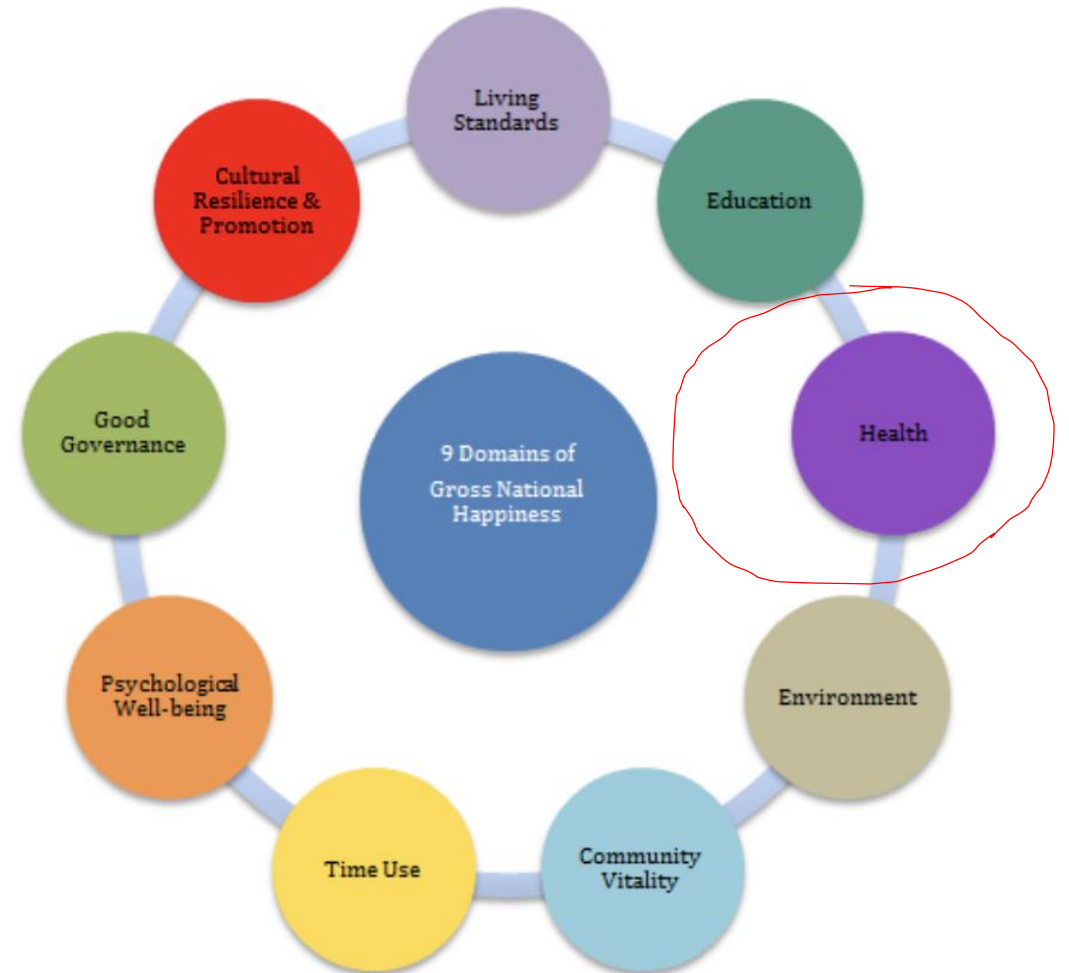 Living
Standards
Education
Health
Environment
Community
Vitality
Time Use
Psychological
Well-being
Good
Governance
Cultural
Resilience &
Promotion
9 Domains of
Gross National
Happiness